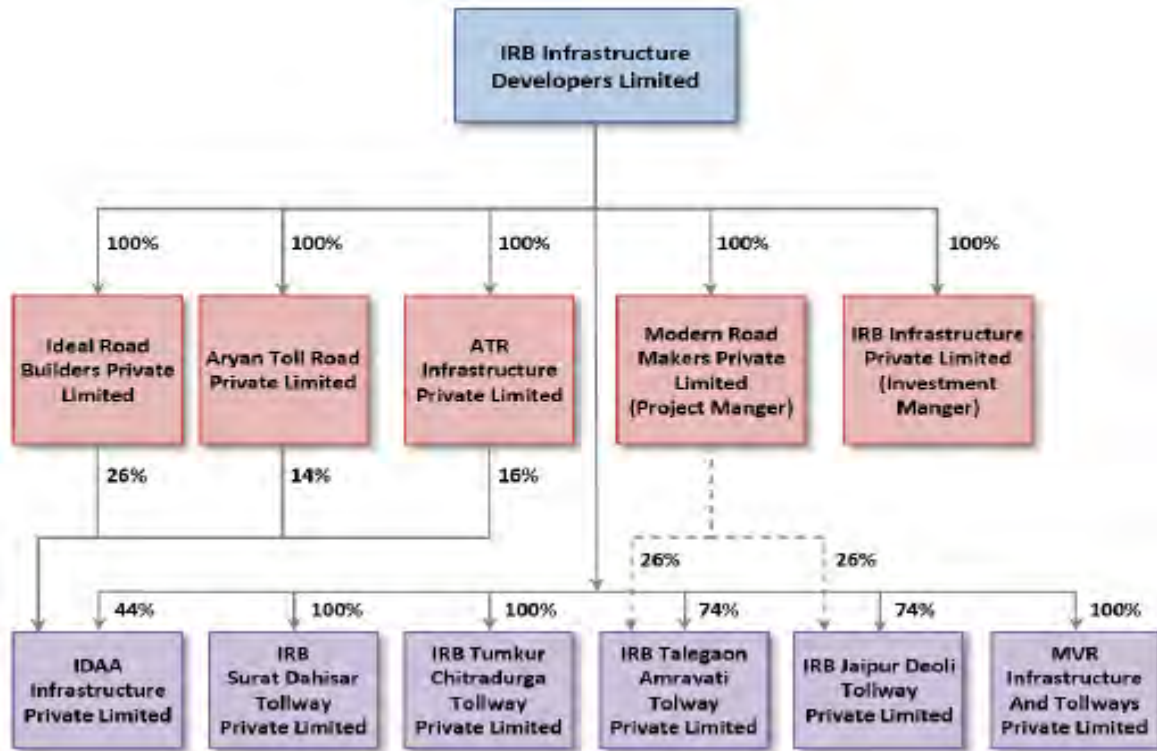 IRB Infrastructure
Developers Limited
100%
100%
100%
100%
100%
Ideal Road
Builders Private
Limited
Aryan Toll Road
Private Limited
ATR
Infrastructure
Private Limited
Modern Road
Makers Private
Limited
(Project Manger)
IRB Infrastructure
Private Limited
(Investment
Manger)
26%
14%
16%
26%
26%
44%
100%
100%
74%
74%
100%
IDAA
Infrastructure
Private Limited
IRB
Surat Dahisar
Tollway
Private Limited
IRB Tumkur
Chitradurga
Tollway
Private Limited
IRB Talegaon
Amravati
Tolway
Private Limited
IRB Jaipur Deoli
Tollway
Private Limited
MVR
Infrastructure
And Tollways
Private Limited